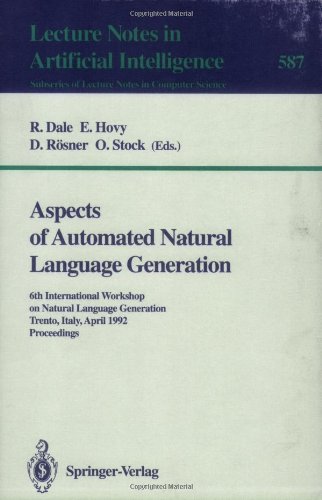 Lecture Notes in
Artificial Intelligence 587
Subseries of Lecture Notes in Computer Science
R. Dale E. Hovy
D. Rösner O. Stock (Eds.)
Aspects
of Automated Natural
Language Generation
6th International Workshop
on Natural Language Generation
Trento, Italy, April 1992
Proceedings
Springer-Verlag